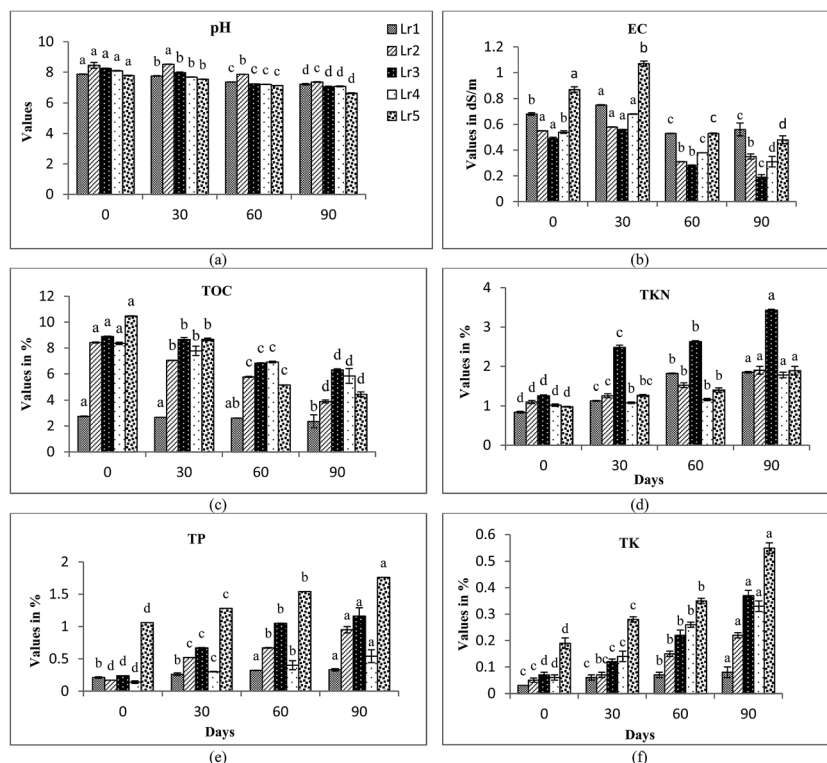 pH
10
8
6
4
2
0
Values
a a a a a
b a b b b
c b c c c
d c d d d
Lr1
Lr2
Lr3
Lr4
Lr5
0 30 60 90
(a)
EC
1.2
1
0.8
0.6
0.4
0.2
0
Values in dS/m
b a a b a
a a a a b
c b b c c
c b c d d
0 30 60 90
(b)
TOC
12
10
8
6
4
2
0
Values in %
a a a a a
a b b b b
ab c c c c
b d d d d
0 30 60 90
(c)
TKN
4
3
2
1
0
Values in %
d d d d d
c c c d bc
b b b b b
a a a a a
0 30 60 90
Days
(d)
TP
2
1.5
1
0.5
0
Values in %
b d d d d
b c c c c
a b b b b
a a a a a
0 30 60 90
Days
(e)
TK
0.6
0.5
0.4
0.3
0.2
0.1
0
Values in %
c c d d d
c bc c c c
b b b b b
a a a a a
0 30 60 90
Days
(f)